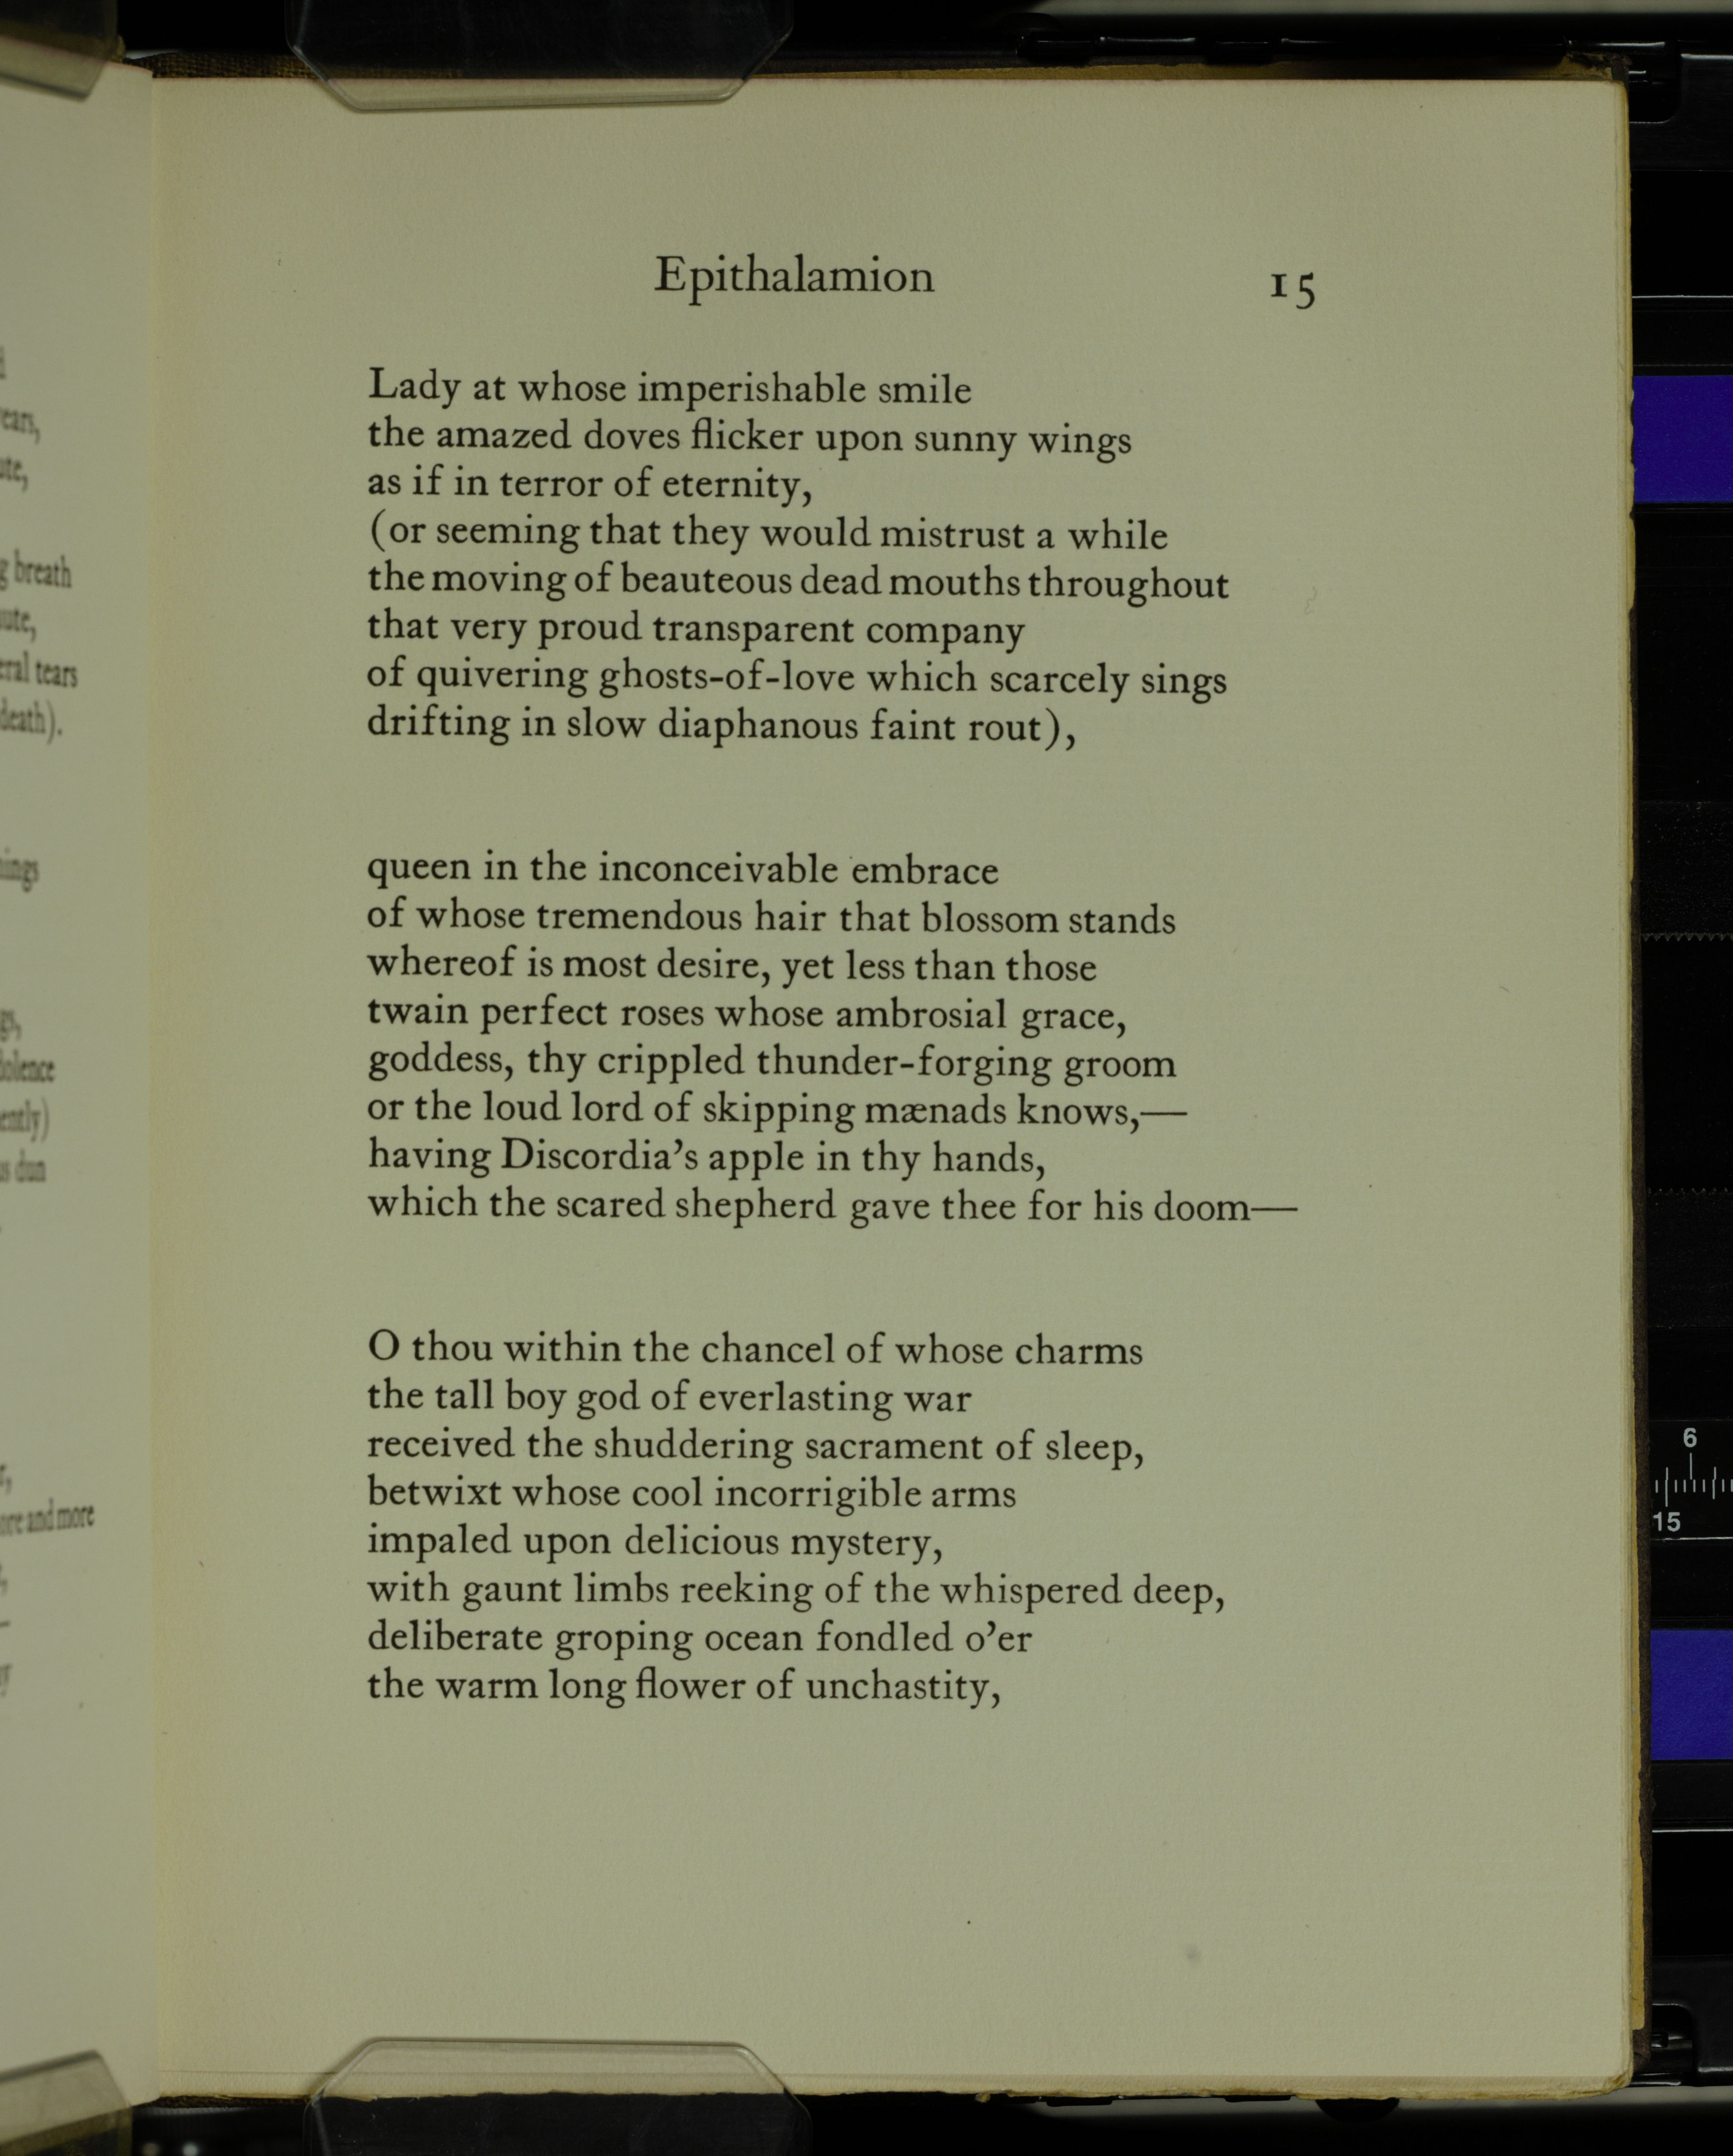 Epithalamion 15
Lady at whose imperishable smile
the amazed doves flicker upon sunny wings
as if in terror of eternity,
(or seeming that they would mistrust a while
the moving of beauteous dead mouths throughout
that very proud transparent company
of quivering ghosts-of-love which scarcely sings
drifting in slow diaphanous faint rout),
queen in the inconceivable embrace
of whose tremendous hair that blossom stands
whereof is most desire, yet less than those
twain perfect roses whose ambrosial grace,
goddess, thy crippled thunder-forging groom
or the loud lord of skipping mænads knows,—
having Discordia's apple in thy hands,
which the scared shepherd gave thee for his doom—
O thou within the chancel of whose charms
the tall boy god of everlasting war
received the shuddering sacrament of sleep,
betwixt whose cool incorrigible arms
impaled upon delicious mystery,
with gaunt limbs reeking of the whispered deep,
deliberate groping ocean fondled o'er
the warm long flower of unchastity,
breath
tears
death).
dun
and more
6
15